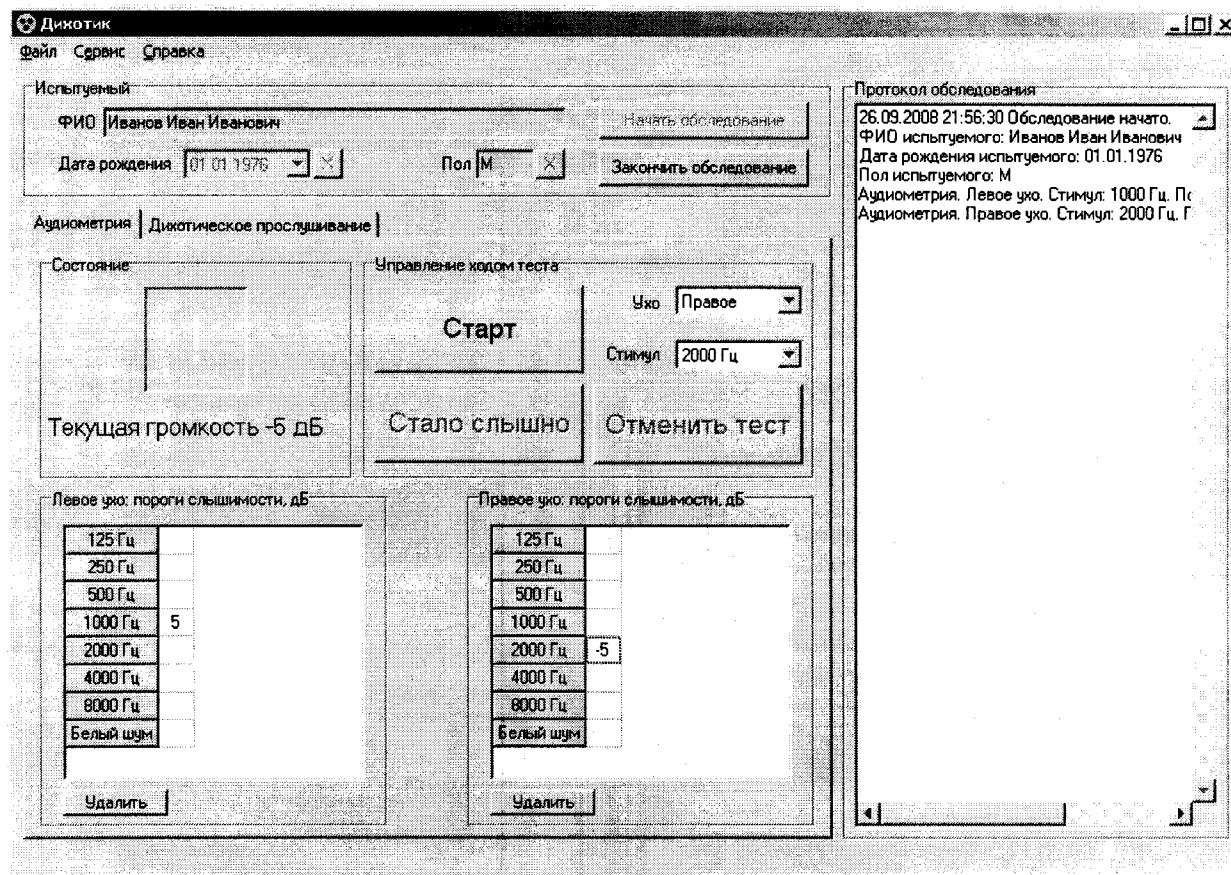 Дихотик
Файл Сервис Справка
Испытуемый
ФИО Иванов Иван Иванович
Начать обследование
Дата рождения 01.01.1976
Пол М
Закончить обследование
Аудиометрия Дихотическое прослушивание
Состояние
Текущая громкость -5 дБ
Управление ходом теста
Старт
Ухо Правое
Стимул 2000 Гц
Стало слышно
Отменить тест
Левое ухо: пороги слышимости, дБ
125 Гц
250 Гц
500 Гц
1000 Гц 5
2000 Гц
4000 Гц
8000 Гц
Белый шум
Удалить
Правое ухо: пороги слышимости, дБ
125 Гц
250 Гц
500 Гц
1000 Гц
2000 Гц -5
4000 Гц
8000 Гц
Белый шум
Удалить
Протокол обследования
26.09.2008 21:56:30 Обследование начато.
ФИО испытуемого: Иванов Иван Иванович
Дата рождения испытуемого: 01.01.1976
Пол испытуемого: М
Аудиометрия. Левое ухо. Стимул: 1000 Гц.
Аудиометрия. Правое ухо. Стимул: 2000 Гц.